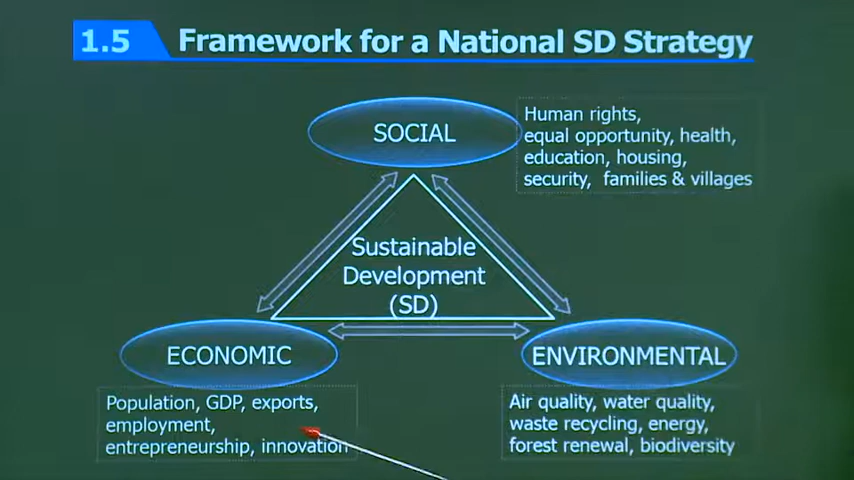 1.5 Framework for a National SD Strategy
SOCIAL
Human rights,
equal opportunity, health,
education, housing,
security, families & villages
Sustainable
Development
(SD)
ECONOMIC
ENVIRONMENTAL
Population, GDP, exports,
employment,
entrepreneurship, innovation
Air quality, water quality,
waste recycling, energy,
forest renewal, biodiversity